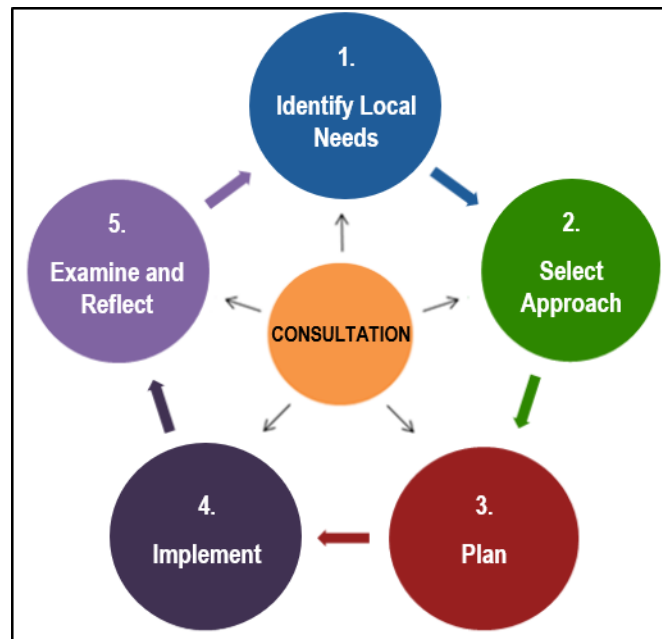 1.
Identify Local
Needs
2.
Select
Approach
3.
Plan
4.
Implement
5.
Examine and
Reflect
CONSULTATION